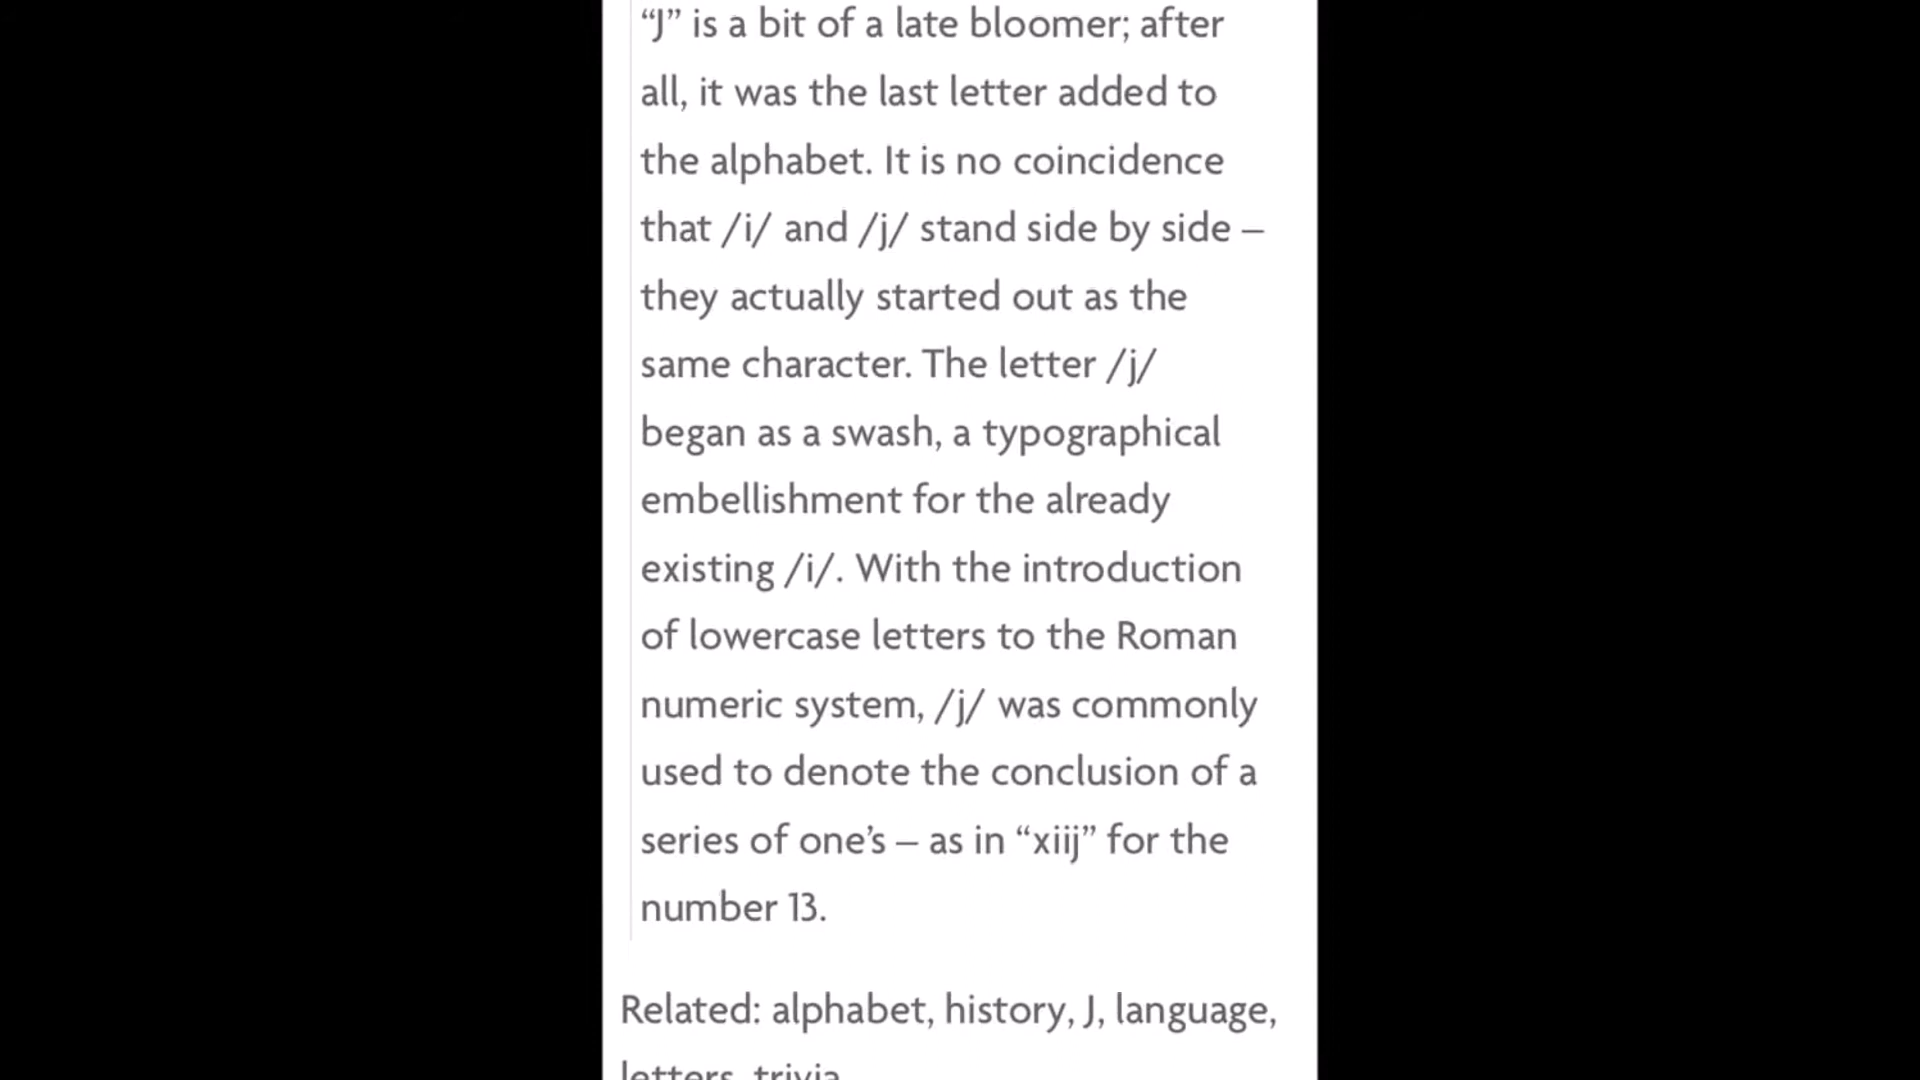 “J” is a bit of a late bloomer; after
all, it was the last letter added to
the alphabet. It is no coincidence
that /i/ and /j/ stand side by side –
they actually started out as the
same character. The letter /j/
began as a swash, a typographical
embellishment for the already
existing /i/. With the introduction
of lowercase letters to the Roman
numeric system, /j/ was commonly
used to denote the conclusion of a
series of one’s – as in “xiij” for the
number 13.
Related: alphabet, history, J, language,
letters, trivia